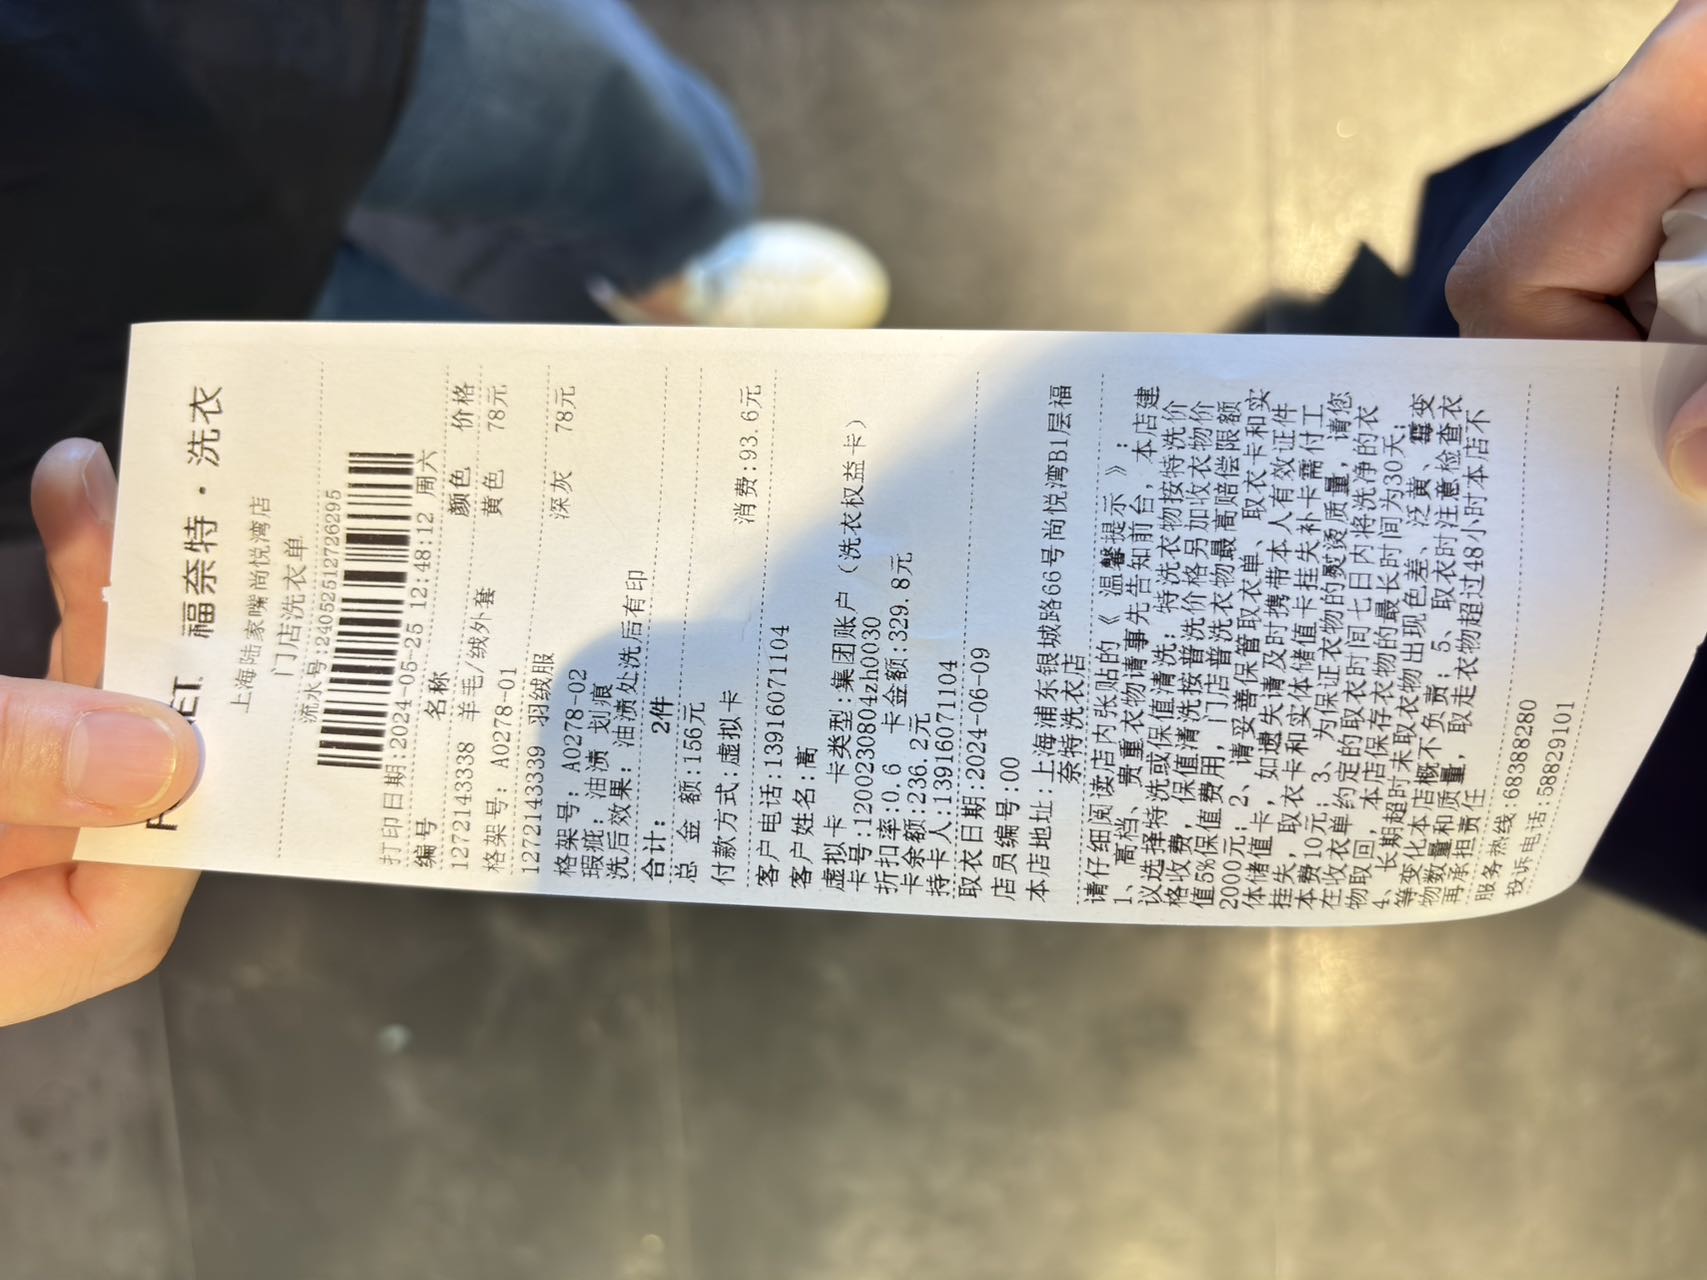 ET
福奈特·洗衣
上海陆家嘴尚悦湾店
门店洗衣单
流水号:24052512726295
打印日期:2024-05-25 12:48:12 周六
编号 名称 颜色 价格
1272143338 羊毛/绒外套 黄色 78元
格架号: A0278-01
1272143339 羽绒服 深灰 78元
格架号: A0278-02
瑕疵: 油渍 划痕
洗后效果: 油渍处洗后有印
合计: 2件
总 金 额:156元
付款方式:虚拟卡 消费:93.6元
客户电话:13916071104
客户姓名:高
虚拟卡 卡类型:集团账户(洗衣权益卡)
卡号:1200230804zh0030
折扣率:0.6 卡金额:329.8元
卡余额:236.2元
持卡人:13916071104
取衣日期:2024-06-09
店员编号:00
本店地址:上海浦东银城路66号尚悦湾B1层福
奈特洗衣店
请仔细阅读店内张贴的《温馨提示》:
1、高档、贵重衣物请事先告知前台,本店建
议选择特洗或保值清洗;特洗衣物按特洗价
格收费,保值清洗按普洗价格另加收衣物价
值5%保值费用,门店普洗衣物最高赔偿限额
2000元;2、请妥善保管取衣单、取衣卡和实
体储值卡,如遗失请及时携带本人有效证件
挂失,取衣卡和实体储值卡挂失补卡需付工
本费10元;3、为保证衣物的熨烫质量,请您
在收衣单约定的取衣时间七日内将洗净的衣
物取回,本店保存衣物的最长时间为30天;
4、长期超时未取衣物出现色差、泛黄、霉变
等变化本店概不负责;5、取衣时注意检查衣
物数量和质量,取走衣物超过48小时本店不
再承担责任
服务热线:68388280
投诉电话:58829101